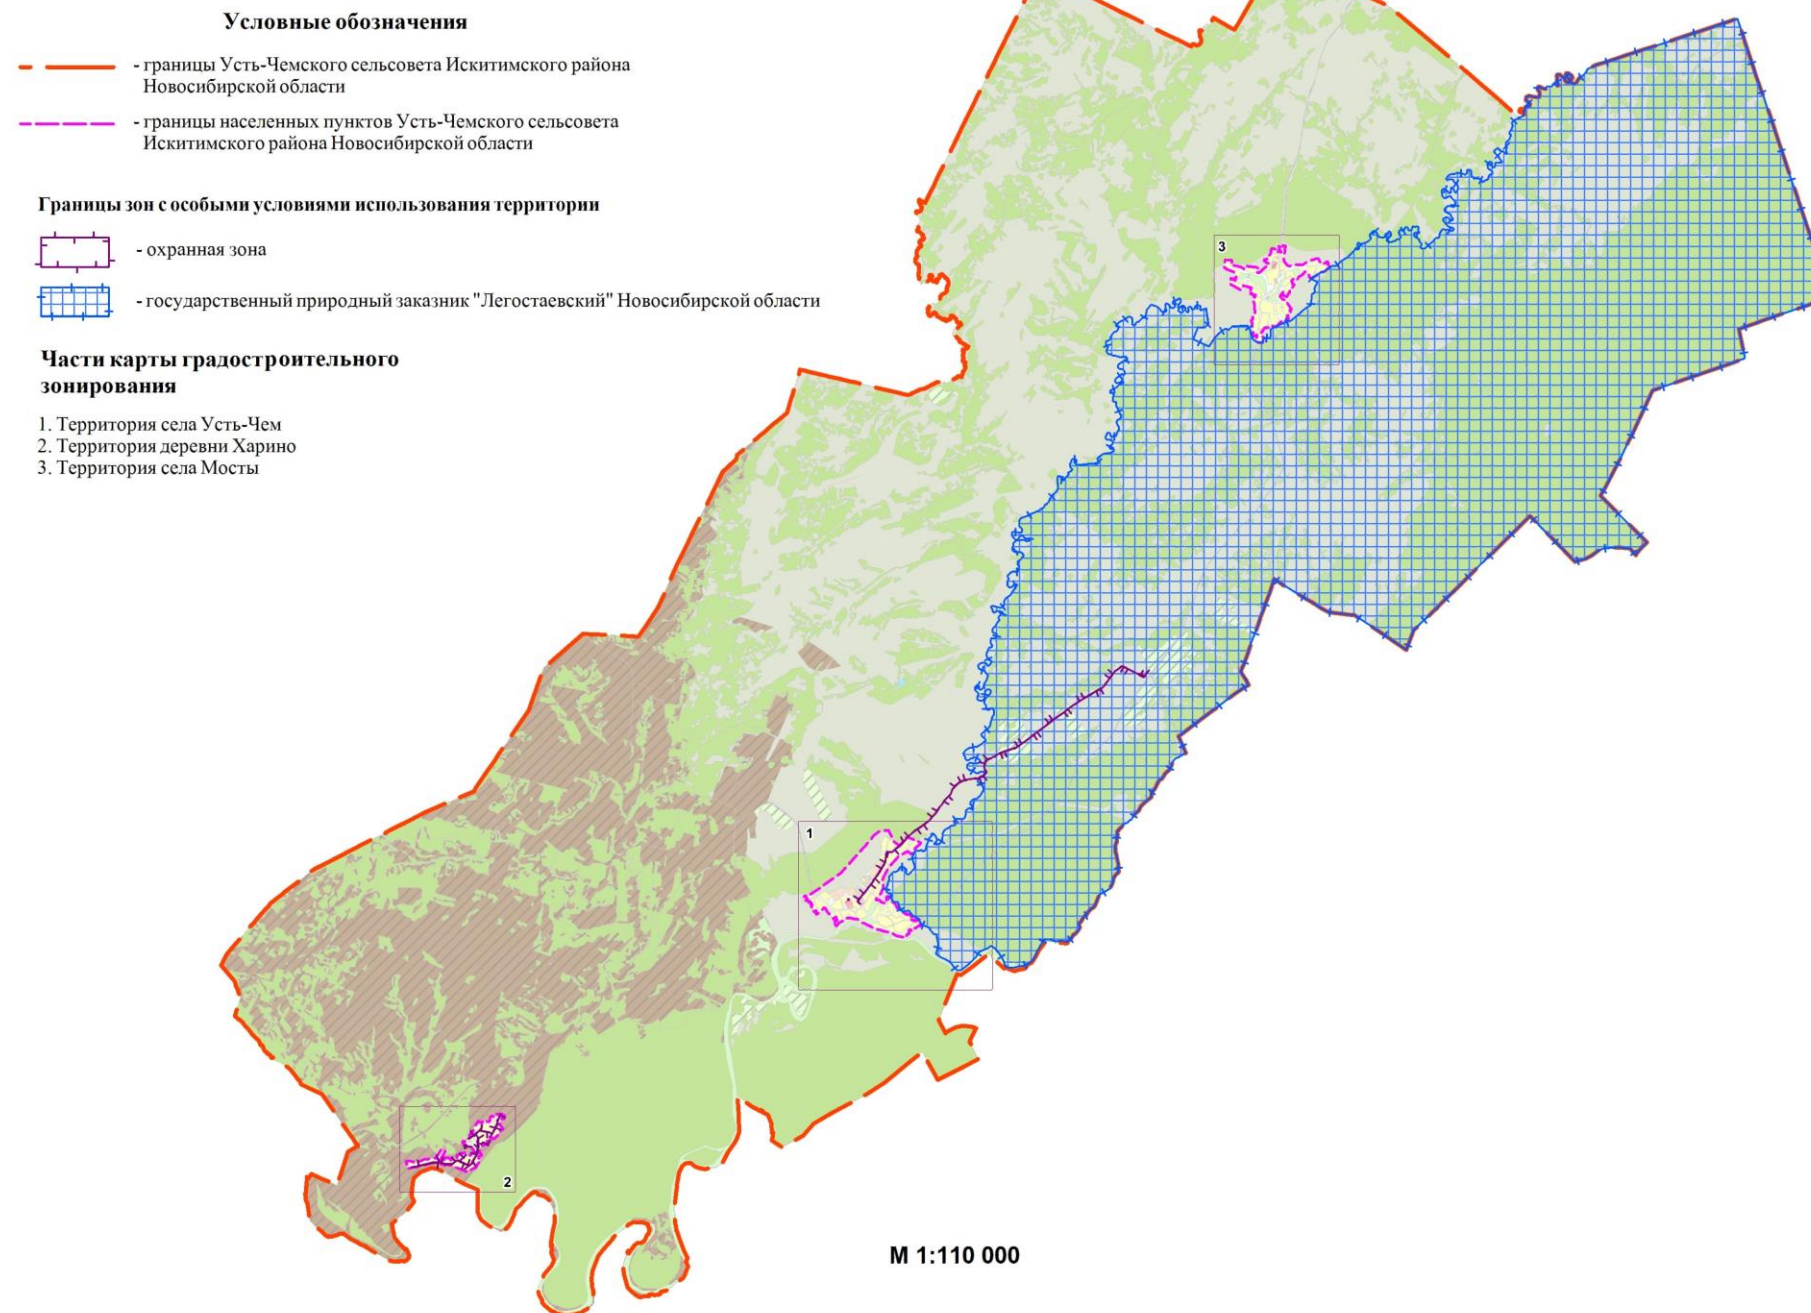 Условные обозначения
- границы Усть-Чемского сельсовета Искитимского района
Новосибирской области
- границы населенных пунктов Усть-Чемского сельсовета
Искитимского района Новосибирской области
Границы зон с особыми условиями использования территории
- охранная зона
- государственный природный заказник "Легостаевский" Новосибирской области
Части карты градостроительного
зонирования
1. Территория села Усть-Чем
2. Территория деревни Харино
3. Территория села Мосты
3
1
2
М 1:110 000